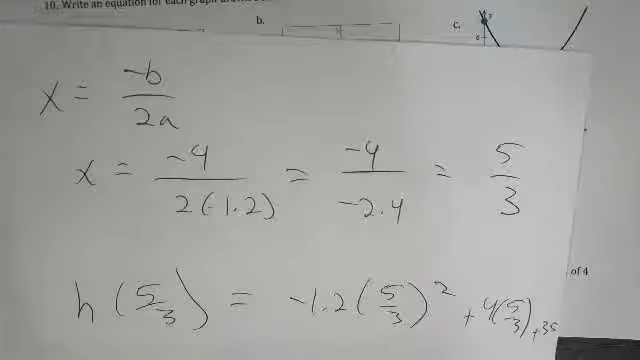 10. Write an equation for each graph
b.
c.
x = -b/2a
x = -4/2(-1.2) = -4/-2.4 = 5/3
of 4
h(5/3) = -1.2(5/3)² + 4(5/3) + 35